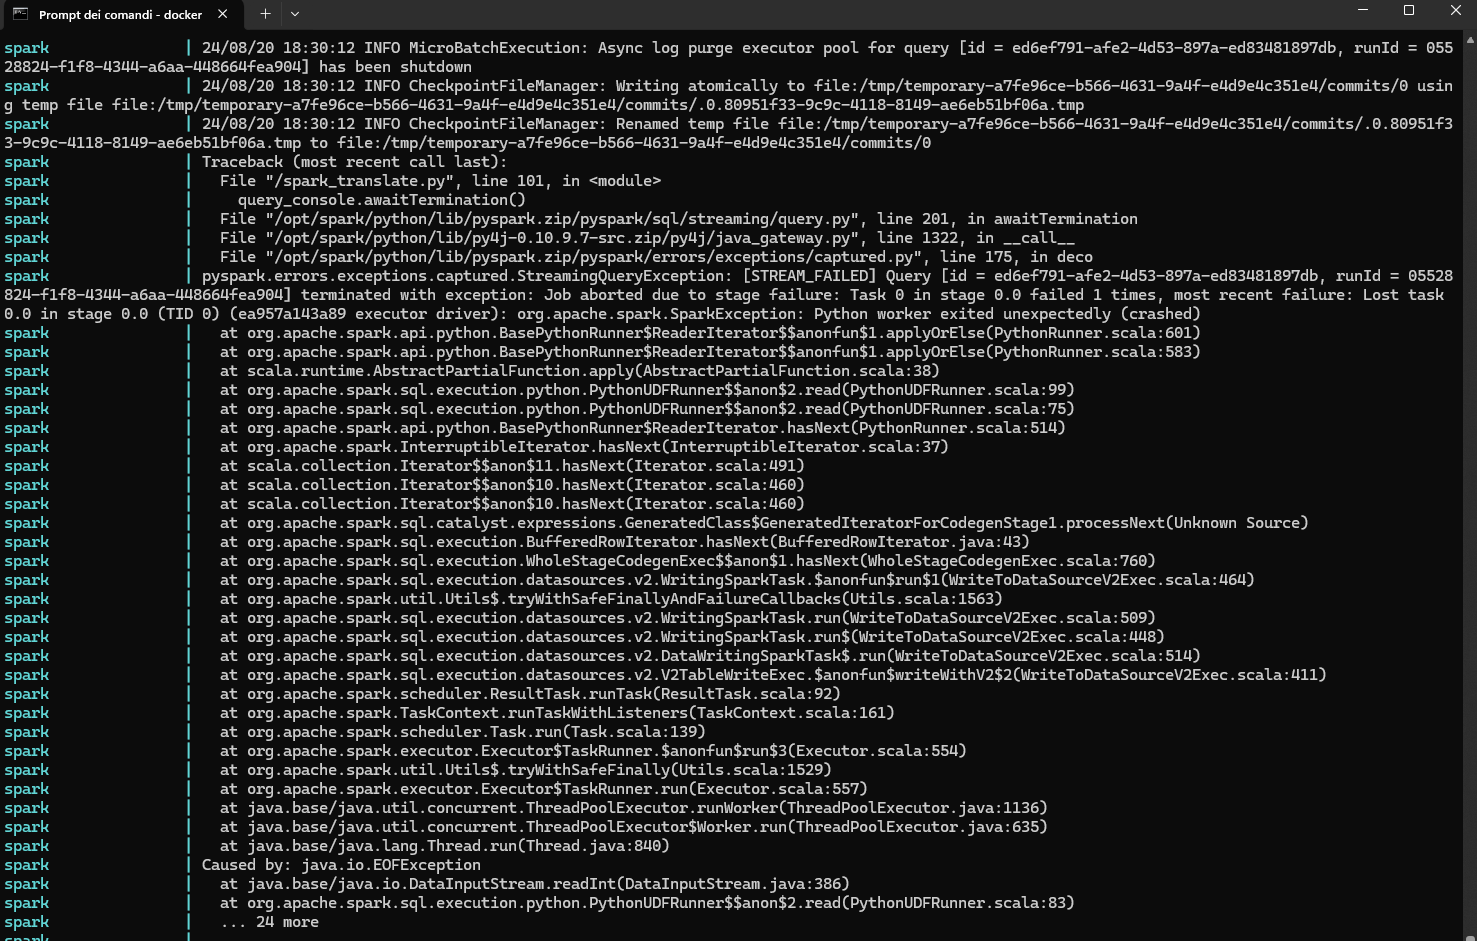 Prompt dei comandi - docker
spark | 24/08/20 18:30:12 INFO MicroBatchExecution: Async log purge executor pool for query [id = ed6ef791-afe2-4d53-897a-ed83481897db, runId = 055
28824-f1f8-4344-a6aa-448664fea904] has been shutdown
spark | 24/08/20 18:30:12 INFO CheckpointFileManager: Writing atomically to file:/tmp/temporary-a7fe96ce-b566-4631-9a4f-e4d9e4c351e4/commits/0 usin
g temp file file:/tmp/temporary-a7fe96ce-b566-4631-9a4f-e4d9e4c351e4/commits/.0.80951f33-9c9c-4118-8149-ae6eb51bf06a.tmp
spark | 24/08/20 18:30:12 INFO CheckpointFileManager: Renamed temp file file:/tmp/temporary-a7fe96ce-b566-4631-9a4f-e4d9e4c351e4/commits/.0.80951f3
3-9c9c-4118-8149-ae6eb51bf06a.tmp to file:/tmp/temporary-a7fe96ce-b566-4631-9a4f-e4d9e4c351e4/commits/0
spark | Traceback (most recent call last):
spark |   File "/spark_translate.py", line 101, in <module>
spark |     query_console.awaitTermination()
spark |   File "/opt/spark/python/lib/pyspark.zip/pyspark/sql/streaming/query.py", line 201, in awaitTermination
spark |   File "/opt/spark/python/lib/py4j-0.10.9.7-src.zip/py4j/java_gateway.py", line 1322, in __call__
spark |   File "/opt/spark/python/lib/pyspark.zip/pyspark/errors/exceptions/captured.py", line 175, in deco
spark | pyspark.errors.exceptions.captured.StreamingQueryException: [STREAM_FAILED] Query [id = ed6ef791-afe2-4d53-897a-ed83481897db, runId = 05528
824-f1f8-4344-a6aa-448664fea904] terminated with exception: Job aborted due to stage failure: Task 0 in stage 0.0 failed 1 times, most recent failure: Lost task
0.0 in stage 0.0 (TID 0) (ea957a143a89 executor driver): org.apache.spark.SparkException: Python worker exited unexpectedly (crashed)
spark |   at org.apache.spark.api.python.BasePythonRunner$ReaderIterator$$anonfun$1.applyOrElse(PythonRunner.scala:601)
spark |   at org.apache.spark.api.python.BasePythonRunner$ReaderIterator$$anonfun$1.applyOrElse(PythonRunner.scala:583)
spark |   at scala.runtime.AbstractPartialFunction.apply(AbstractPartialFunction.scala:38)
spark |   at org.apache.spark.sql.execution.python.PythonUDFRunner$$anon$2.read(PythonUDFRunner.scala:99)
spark |   at org.apache.spark.sql.execution.python.PythonUDFRunner$$anon$2.read(PythonUDFRunner.scala:75)
spark |   at org.apache.spark.api.python.BasePythonRunner$ReaderIterator.hasNext(PythonRunner.scala:514)
spark |   at org.apache.spark.InterruptibleIterator.hasNext(InterruptibleIterator.scala:37)
spark |   at scala.collection.Iterator$$anon$11.hasNext(Iterator.scala:491)
spark |   at scala.collection.Iterator$$anon$10.hasNext(Iterator.scala:460)
spark |   at scala.collection.Iterator$$anon$10.hasNext(Iterator.scala:460)
spark |   at org.apache.spark.sql.catalyst.expressions.GeneratedClass$GeneratedIteratorForCodegenStage1.processNext(Unknown Source)
spark |   at org.apache.spark.sql.execution.BufferedRowIterator.hasNext(BufferedRowIterator.java:43)
spark |   at org.apache.spark.sql.execution.WholeStageCodegenExec$$anon$1.hasNext(WholeStageCodegenExec.scala:760)
spark |   at org.apache.spark.sql.execution.datasources.v2.WritingSparkTask.$anonfun$run$1(WriteToDataSourceV2Exec.scala:464)
spark |   at org.apache.spark.util.Utils$.tryWithSafeFinallyAndFailureCallbacks(Utils.scala:1563)
spark |   at org.apache.spark.sql.execution.datasources.v2.WritingSparkTask.run(WriteToDataSourceV2Exec.scala:509)
spark |   at org.apache.spark.sql.execution.datasources.v2.WritingSparkTask.run$(WriteToDataSourceV2Exec.scala:448)
spark |   at org.apache.spark.sql.execution.datasources.v2.DataWritingSparkTask$.run(WriteToDataSourceV2Exec.scala:514)
spark |   at org.apache.spark.sql.execution.datasources.v2.V2TableWriteExec.$anonfun$writeWithV2$2(WriteToDataSourceV2Exec.scala:411)
spark |   at org.apache.spark.scheduler.ResultTask.runTask(ResultTask.scala:92)
spark |   at org.apache.spark.TaskContext.runTaskWithListeners(TaskContext.scala:161)
spark |   at org.apache.spark.scheduler.Task.run(Task.scala:139)
spark |   at org.apache.spark.executor.Executor$TaskRunner.$anonfun$run$3(Executor.scala:554)
spark |   at org.apache.spark.util.Utils$.tryWithSafeFinally(Utils.scala:1529)
spark |   at org.apache.spark.executor.Executor$TaskRunner.run(Executor.scala:557)
spark |   at java.base/java.util.concurrent.ThreadPoolExecutor.runWorker(ThreadPoolExecutor.java:1136)
spark |   at java.base/java.util.concurrent.ThreadPoolExecutor$Worker.run(ThreadPoolExecutor.java:635)
spark |   at java.base/java.lang.Thread.run(Thread.java:840)
spark | Caused by: java.io.EOFException
spark |   at java.base/java.io.DataInputStream.readInt(DataInputStream.java:386)
spark |   at org.apache.spark.sql.execution.python.PythonUDFRunner$$anon$2.read(PythonUDFRunner.scala:83)
spark |   ... 24 more
spark |